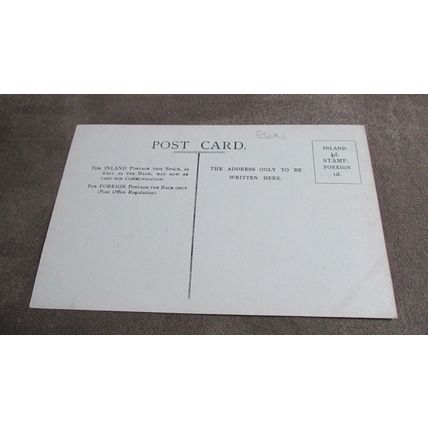 POST CARD.
For INLAND Postage this Space, as
well as the Back, may now be
used for Communication.
For FOREIGN Postage the Back only
(Post Office Regulation).
THE ADDRESS ONLY TO BE
WRITTEN HERE.
INLAND
½d.
STAMP.
FOREIGN
1d.